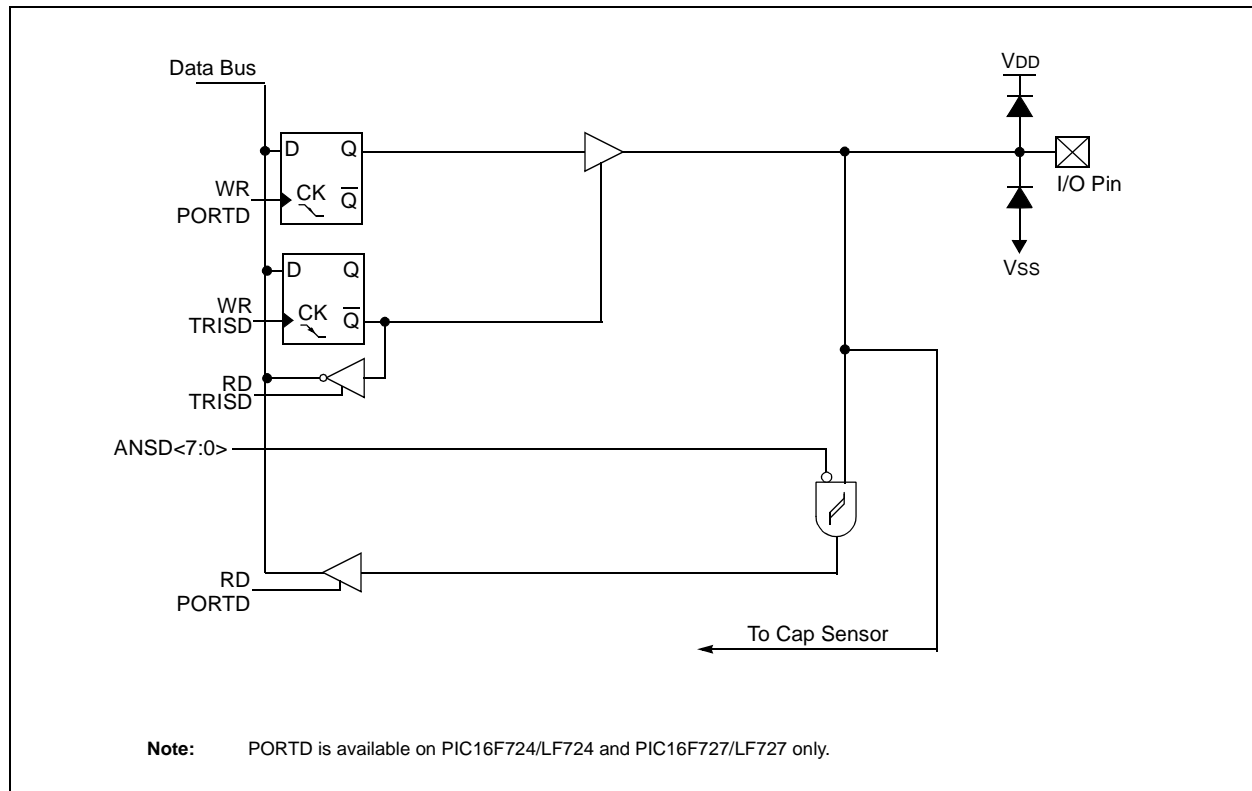 Data Bus
VDD
D Q
WR
PORTD
CK Q
I/O Pin
VSS
D Q
WR
TRISD
CK Q
RD
TRISD
ANSD<7:0>
RD
PORTD
To Cap Sensor
Note: PORTD is available on PIC16F724/LF724 and PIC16F727/LF727 only.